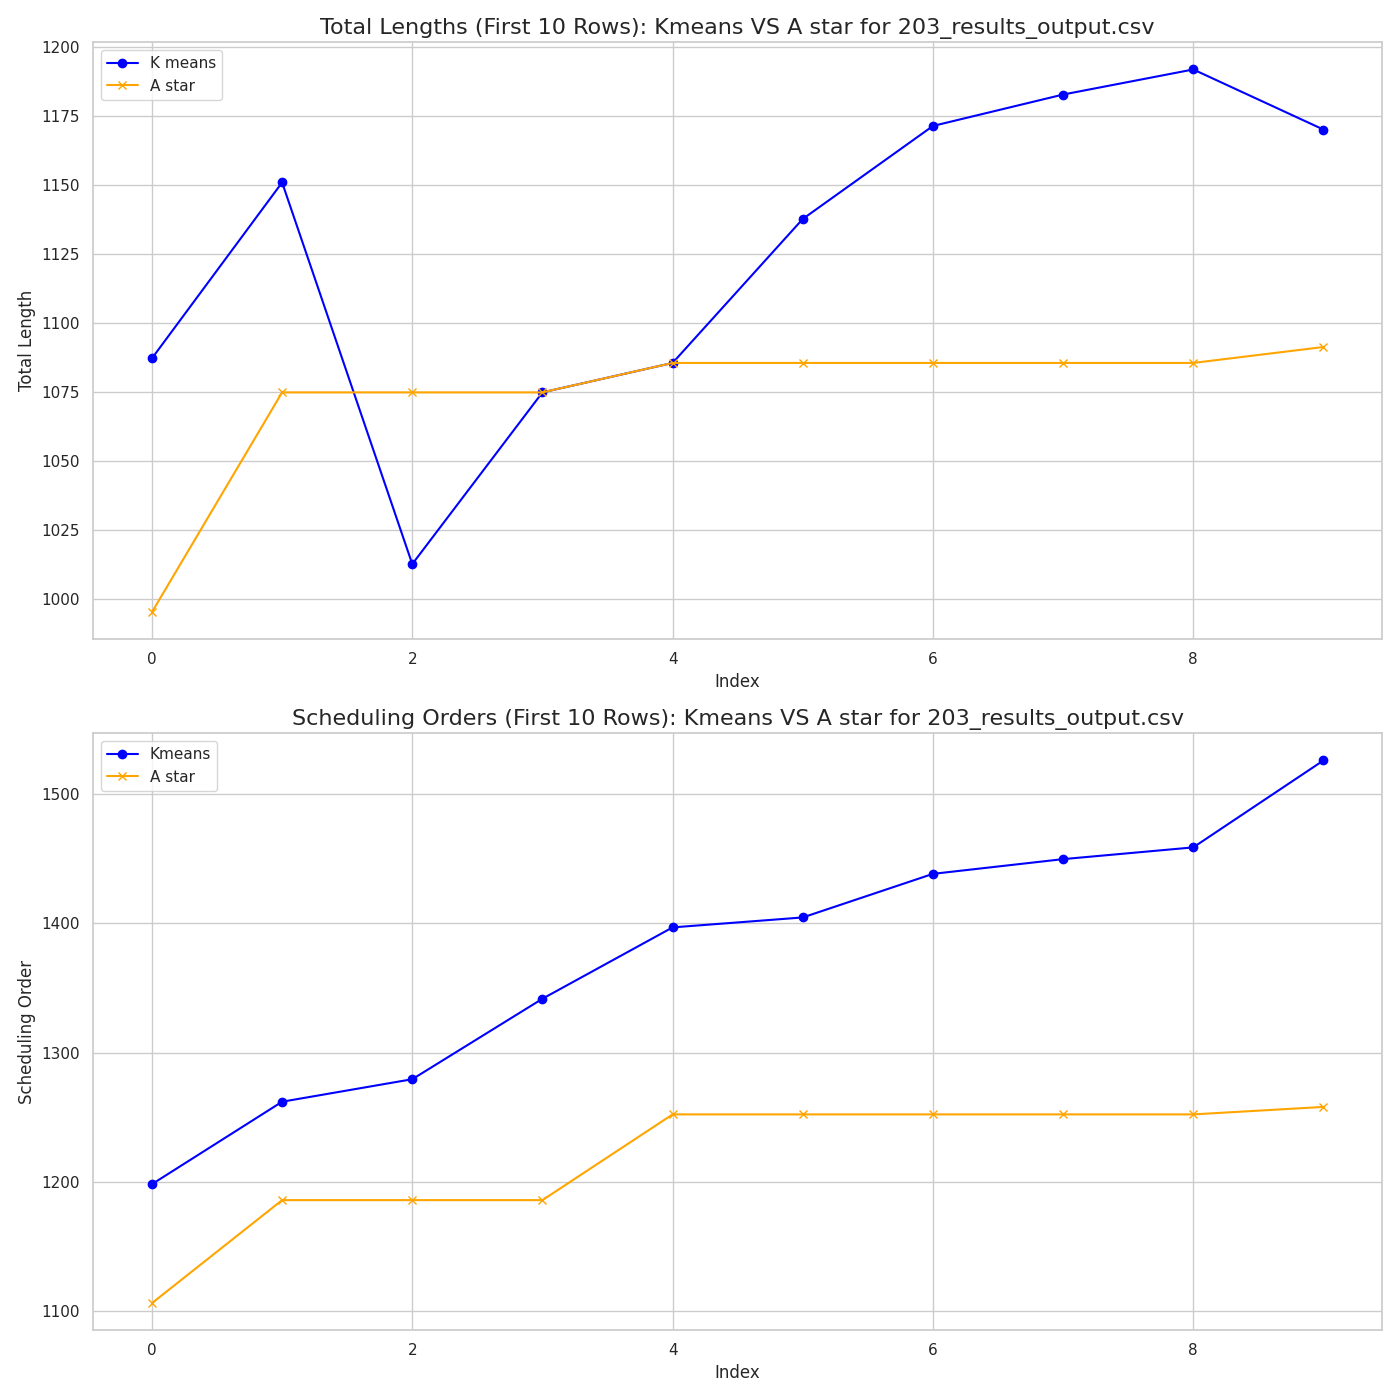 Total Lengths (First 10 Rows): Kmeans VS A star for 203_results_output.csv
K means
A star
1200
1175
1150
1125
1100
1075
1050
1025
1000
Total Length
0 2 4 6 8
Index
Scheduling Orders (First 10 Rows): Kmeans VS A star for 203_results_output.csv
Kmeans
A star
1500
1400
1300
1200
1100
Scheduling Order
0 2 4 6 8
Index